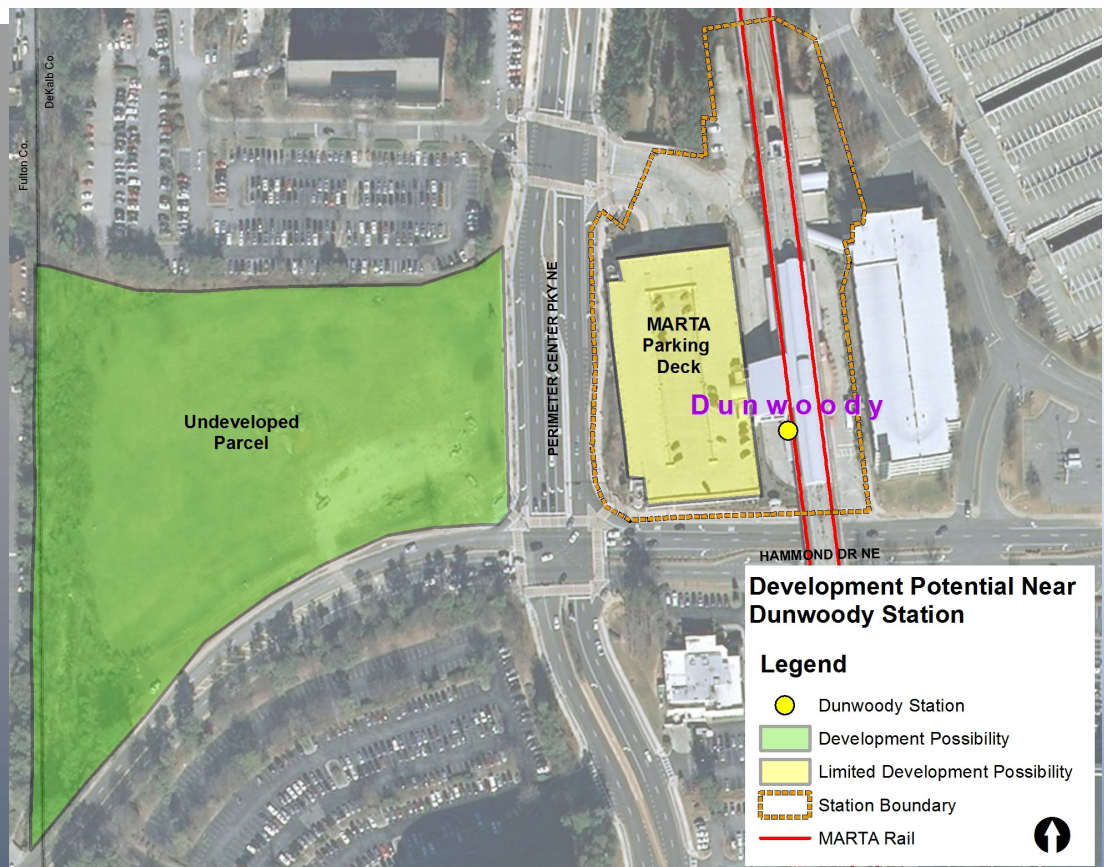 DeKalb Co.
Fulton Co.
PERIMETER CENTER PKY NE
MARTA
Parking
Deck
Dunwoody
Undeveloped
Parcel
HAMMOND DR NE
Development Potential Near
Dunwoody Station
Legend
Dunwoody Station
Development Possibility
Limited Development Possibility
Station Boundary
MARTA Rail